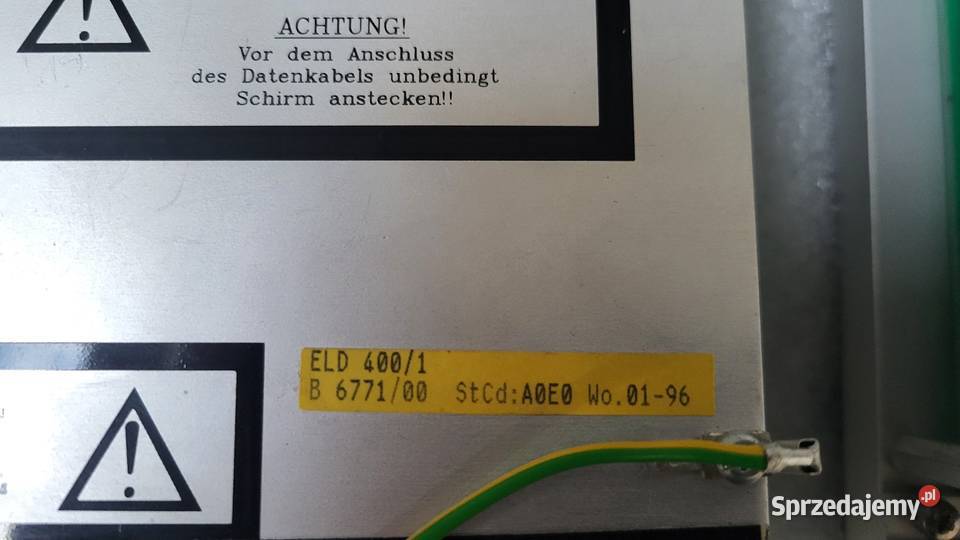 ACHTUNG!
Vor dem Anschluss
des Datenkabels unbedingt
Schirm anstecken!!
ELD 400/1
B 6771/00 StCd:A0E0 Wo.01-96
Sprzedajemy.pl